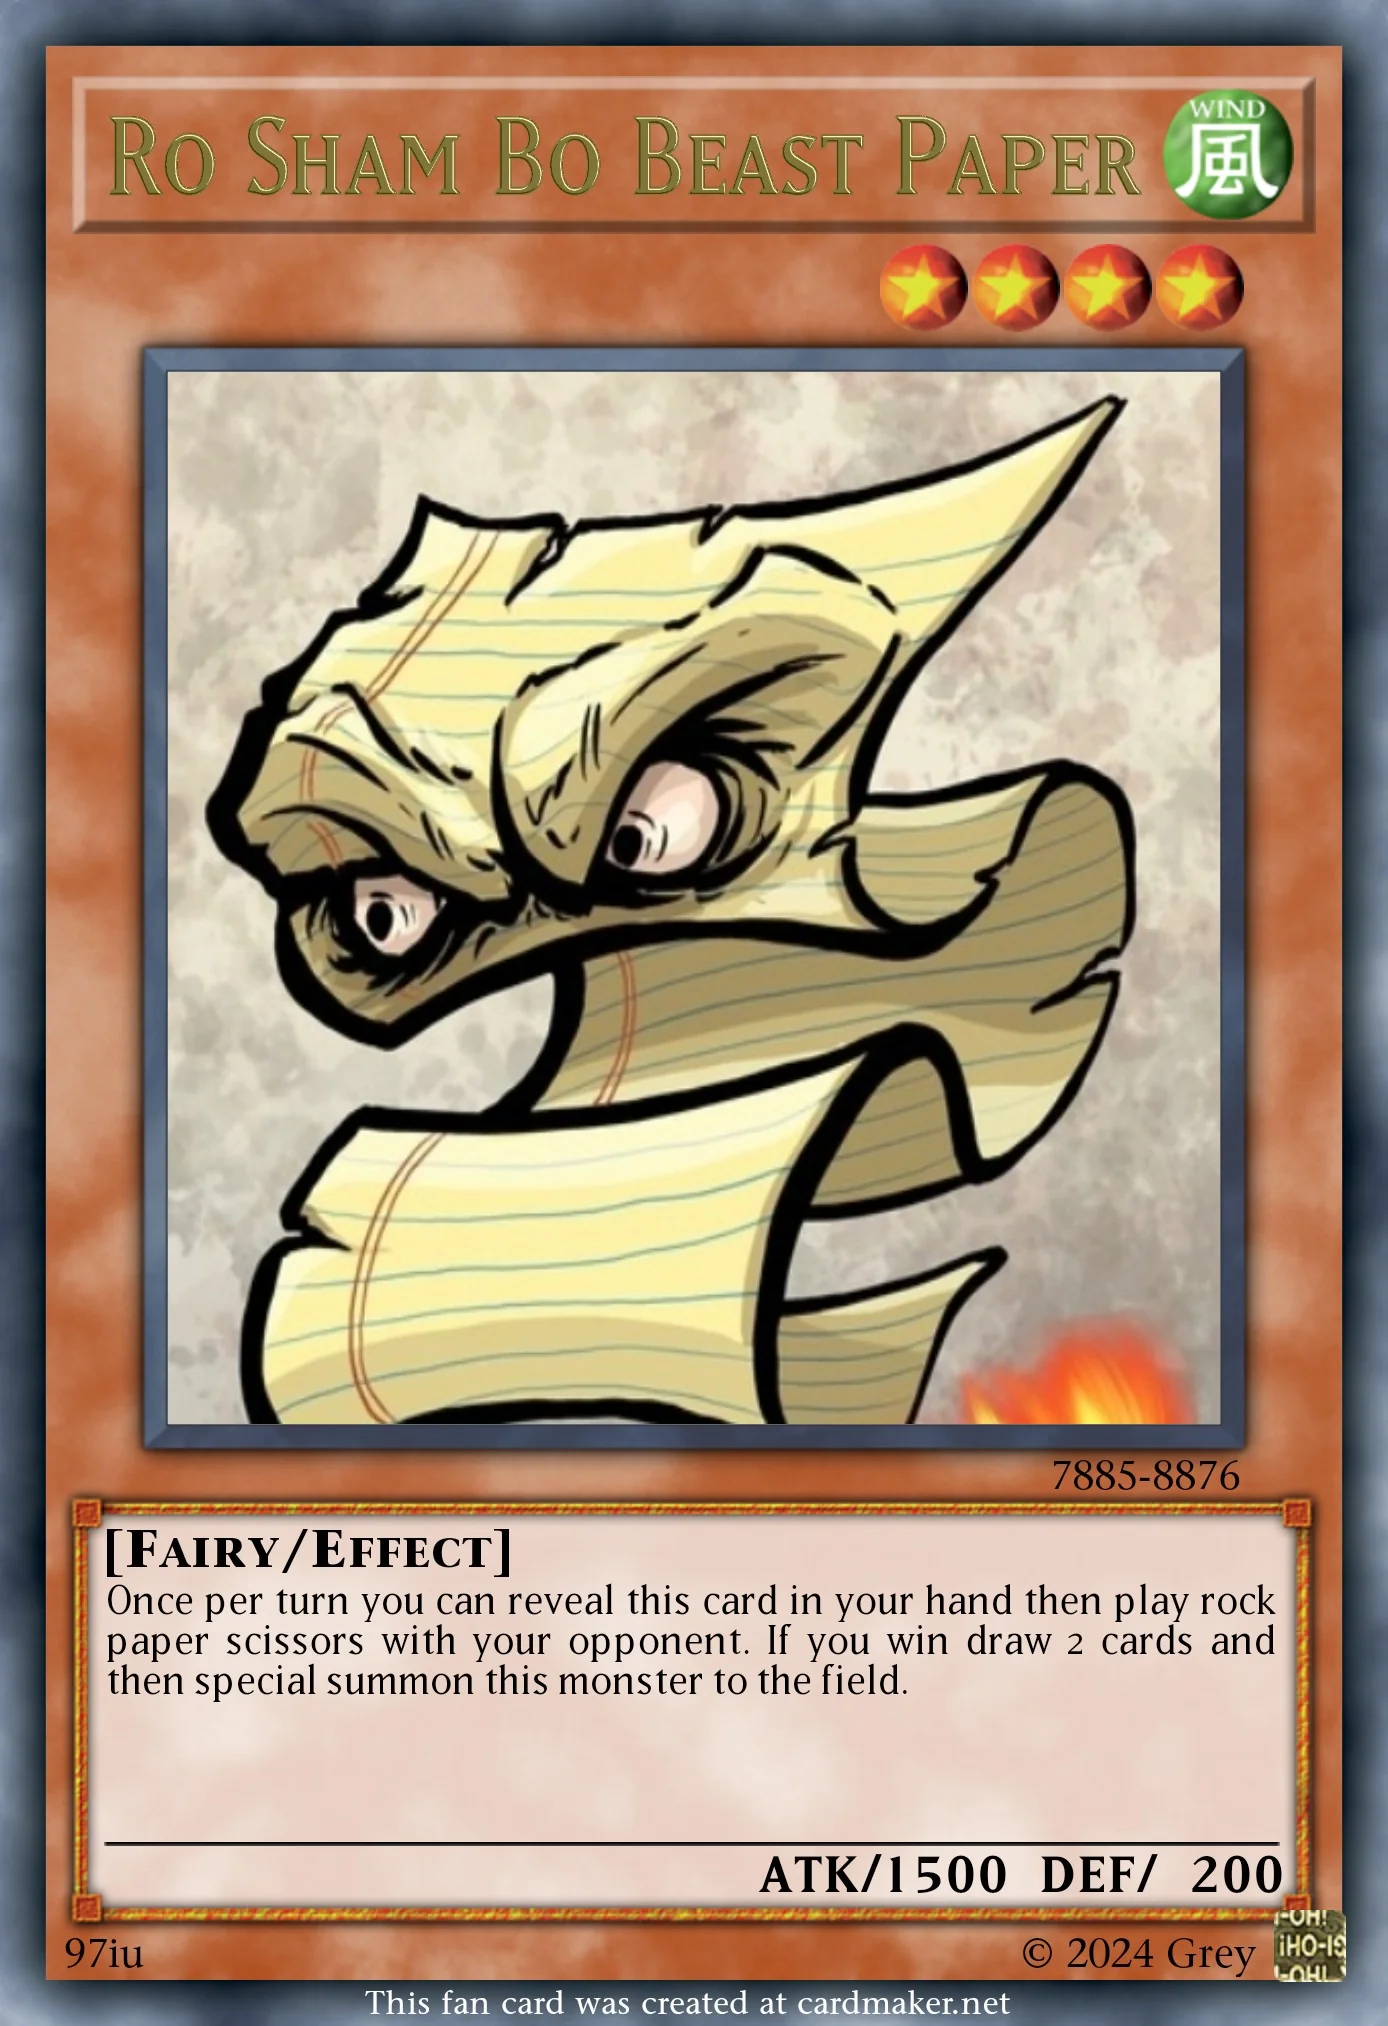 Ro Sham Bo Beast Paper
WIND
風
7885-8876
[Fairy/Effect]
Once per turn you can reveal this card in your hand then play rock
paper scissors with your opponent. If you win draw 2 cards and
then special summon this monster to the field.
ATK/1500 DEF/ 200
97iu
© 2024 Grey
This fan card was created at cardmaker.net